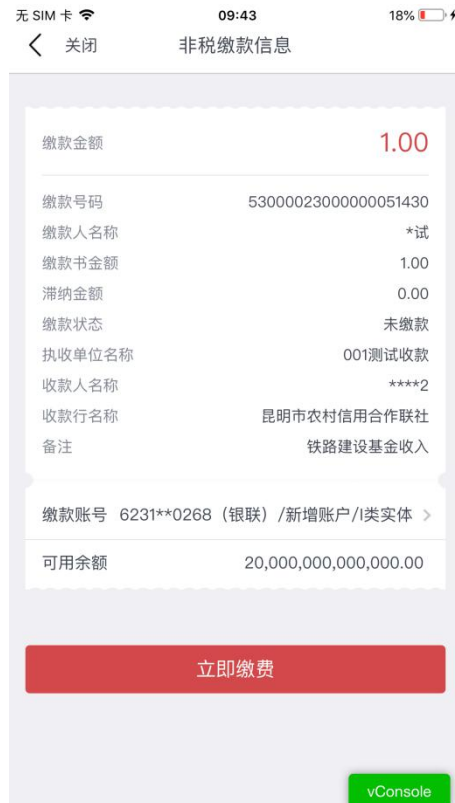 无 SIM 卡 09:43 18%
关闭 非税缴款信息
缴款金额 1.00
缴款号码 53000023000000051430
缴款人名称 *试
缴款书金额 1.00
滞纳金额 0.00
缴款状态 未缴款
执收单位名称 001测试收款
收款人名称 ****2
收款行名称 昆明市农村信用合作联社
备注 铁路建设基金收入
缴款账号 6231**0268（银联）/新增账户/I类实体
可用余额 20,000,000,000,000.00
立即缴费
vConsole